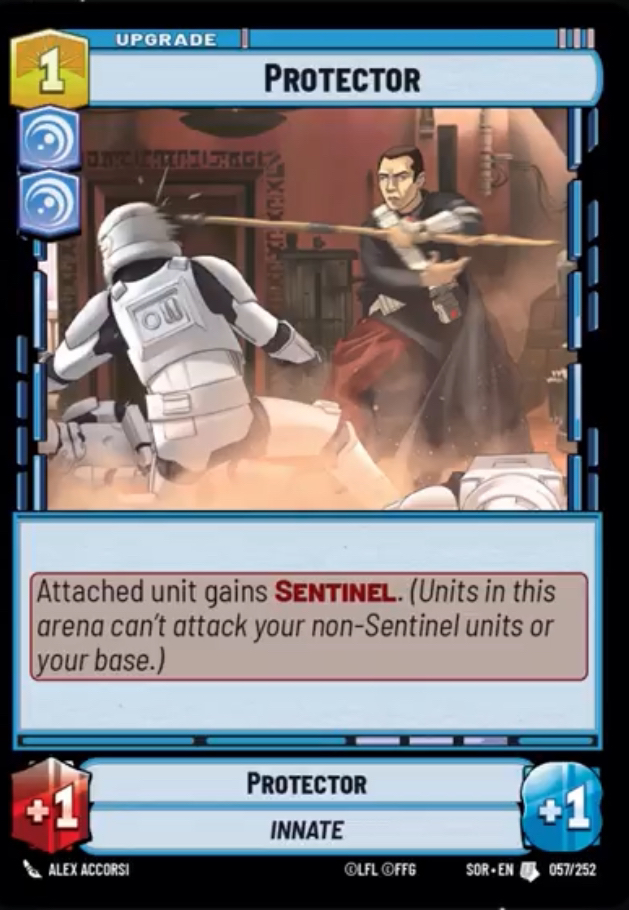 UPGRADE
1
PROTECTOR
Attached unit gains SENTINEL. (Units in this
arena can't attack your non-Sentinel units or
your base.)
+1
PROTECTOR
+1
INNATE
ALEX ACCORSI ©LFL ©FFG SOR • EN 057/252